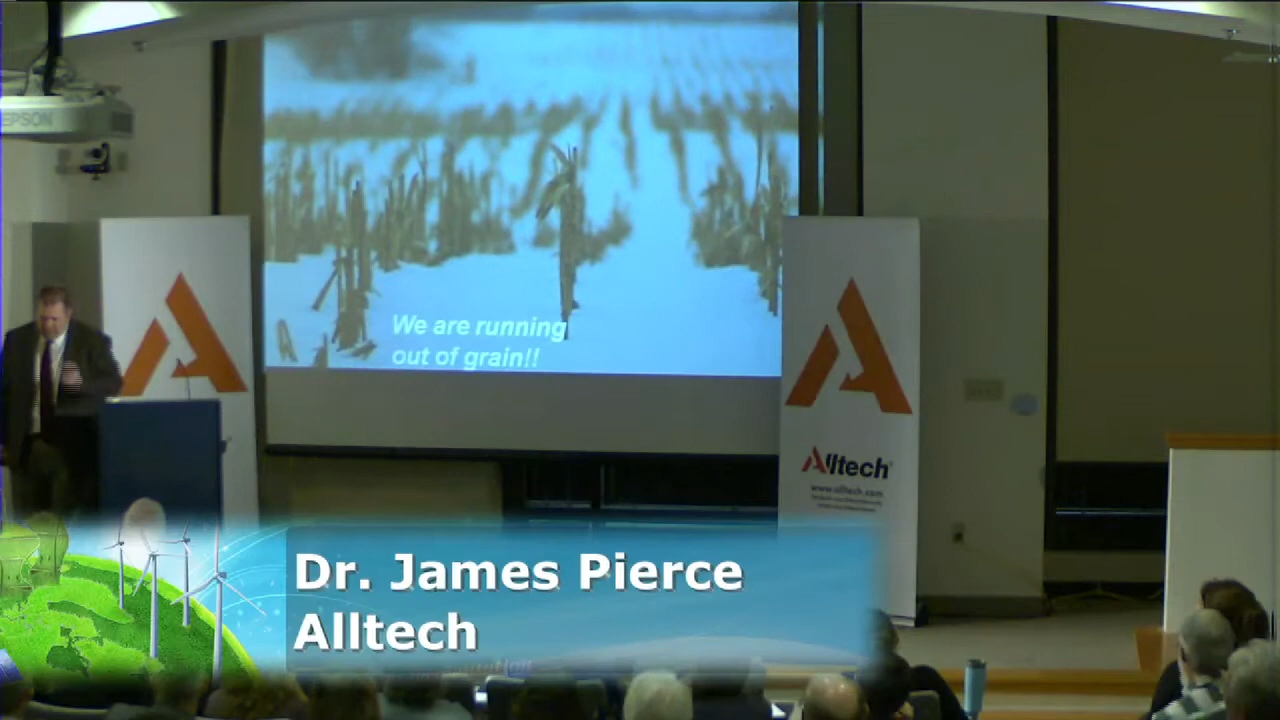 EPSON
We are running
out of grain!!
Alltech
www.alltech.com
Dr. James Pierce
Alltech